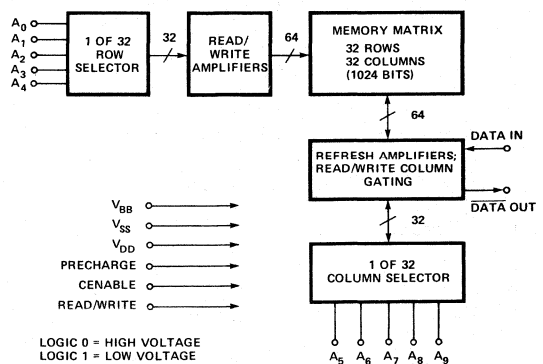 A0
A1
A2
A3
A4
1 OF 32
ROW
SELECTOR
32
READ/
WRITE
AMPLIFIERS
64
MEMORY MATRIX
32 ROWS
32 COLUMNS
(1024 BITS)
64
DATA IN
REFRESH AMPLIFIERS;
READ/WRITE COLUMN
GATING
DATA OUT
32
1 OF 32
COLUMN SELECTOR
A5 A6 A7 A8 A9
VBB
VSS
VDD
PRECHARGE
CENABLE
READ/WRITE
LOGIC 0 = HIGH VOLTAGE
LOGIC 1 = LOW VOLTAGE